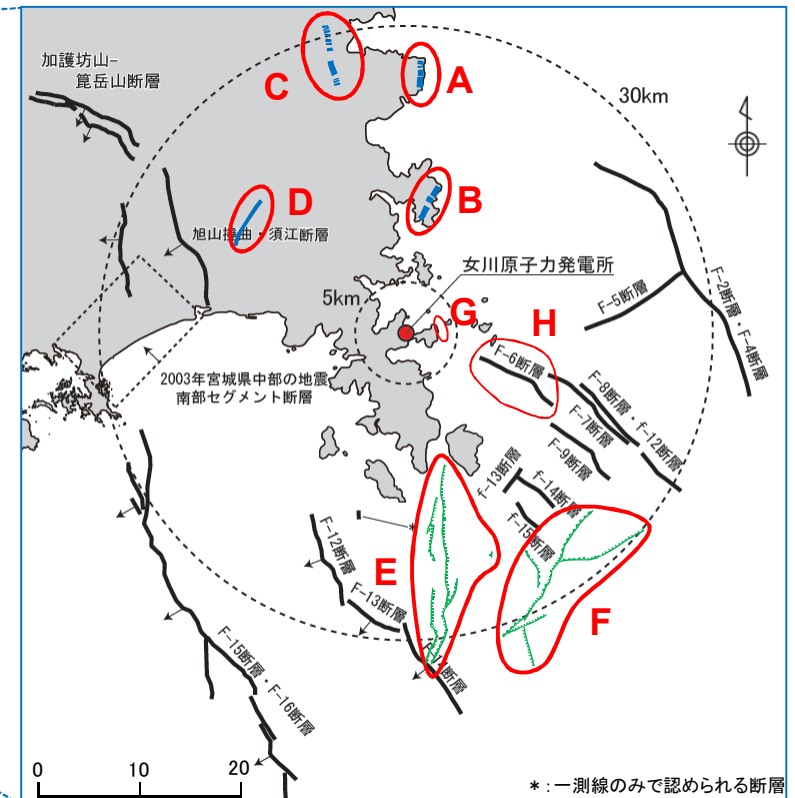 加護坊山-
箟岳山断層
C
A
30km
B
D
旭山撓曲・須江断層
女川原子力発電所
5km
G
H
F-5断層
F-2断層・F-4断層
F-6断層
2003年宮城県中部の地震
南部セグメント断層
F-8断層・f-12断層
F-7断層
F-9断層
f-13断層
f-14断層
f-15断層
*
F-12断層
E
F-13断層
F
F-14断層
F-15断層・F-16断層
0 10 20
*:一測線のみで認められる断層